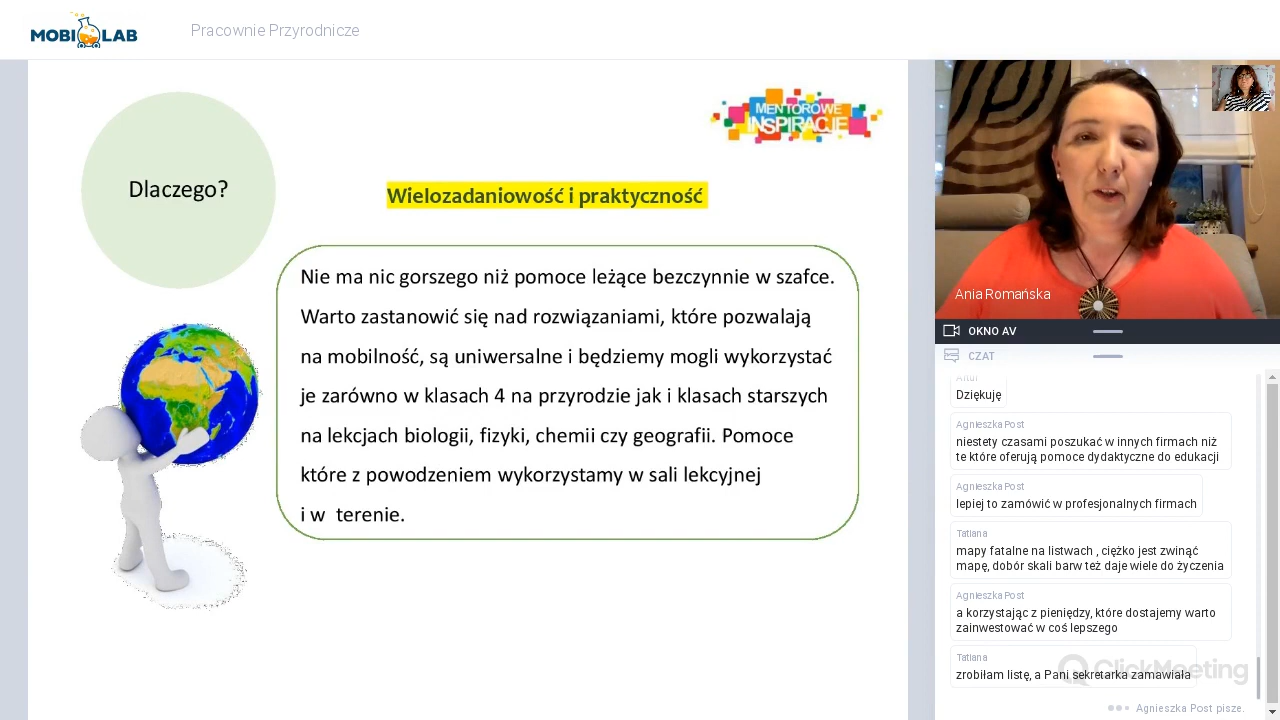 MOBI LAB
Pracownie Przyrodnicze
MENTOROWE
INSPIRACJE
Dlaczego?
Wielozadaniowość i praktyczność
Nie ma nic gorszego niż pomoce leżące bezczynnie w szafce.
Warto zastanowić się nad rozwiązaniami, które pozwalają
na mobilność, są uniwersalne i będziemy mogli wykorzystać
je zarówno w klasach 4 na przyrodzie jak i klasach starszych
na lekcjach biologii, fizyki, chemii czy geografii. Pomoce
które z powodzeniem wykorzystamy w sali lekcyjnej
i w terenie.
Ania Romańska
OKNO AV
CZAT
Artur
Dziękuję
Agnieszka Post
niestety czasami poszukać w innych firmach niż
te które oferują pomoce dydaktyczne do edukacji
Agnieszka Post
lepiej to zamówić w profesjonalnych firmach
Tatiana
mapy fatalne na listwach , ciężko jest zwinąć
mapę, dobór skali barw też daje wiele do życzenia
Agnieszka Post
a korzystając z pieniędzy, które dostajemy warto
zainwestować w coś lepszego
Tatiana
zrobiłam listę, a Pani sekretarka zamawiała
ClickMeeting
Agnieszka Post pisze.